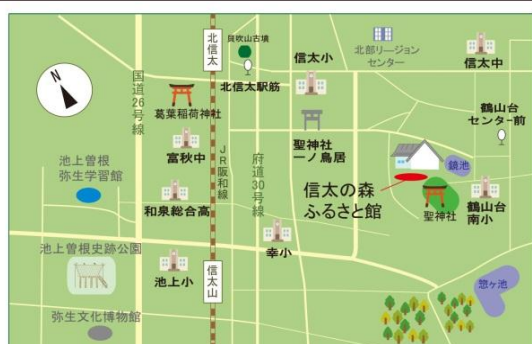 北信太
貝吹山古墳
北信太駅筋
信太小
北部リージョン
センター
信太中
N
国道26号線
葛葉稲荷神社
聖神社
一ノ鳥居
鶴山台
センター前
富秋中
JR阪和線
府道30号線
鏡池
池上曽根
弥生学習館
信太の森
ふるさと館
和泉総合高
聖神社
鶴山台
南小
幸小
池上曽根史跡公園
池上小
信太山
惣ヶ池
弥生文化博物館